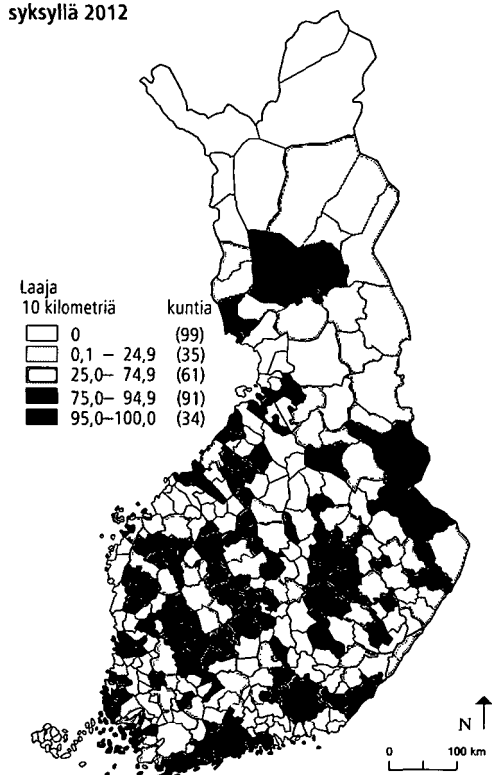 syksyllä 2012
Laaja
10 kilometriä kuntia
0 (99)
0,1 – 24,9 (35)
25,0– 74,9 (61)
75,0– 94,9 (91)
95,0–100,0 (34)
N
0 100 km